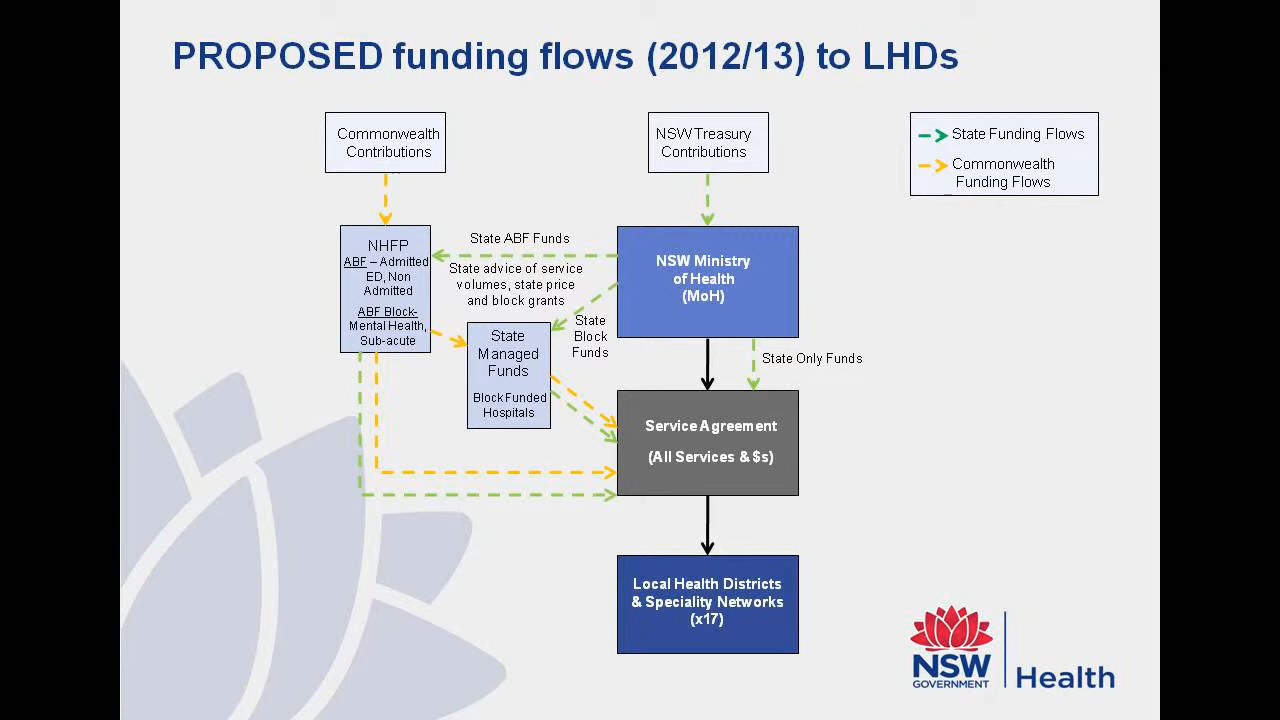 PROPOSED funding flows (2012/13) to LHDs
Commonwealth
Contributions
NSW Treasury
Contributions
State Funding Flows
Commonwealth
Funding Flows
NHFP
ABF – Admitted
ED, Non
Admitted
ABF Block-
Mental Health,
Sub-acute
State ABF Funds
State advice of service
volumes, state price
and block grants
NSW Ministry
of Health
(MoH)
State
Block
Funds
State
Managed
Funds
Block Funded
Hospitals
State Only Funds
Service Agreement
(All Services & $s)
Local Health Districts
& Speciality Networks
(x17)
NSW
GOVERNMENT
Health